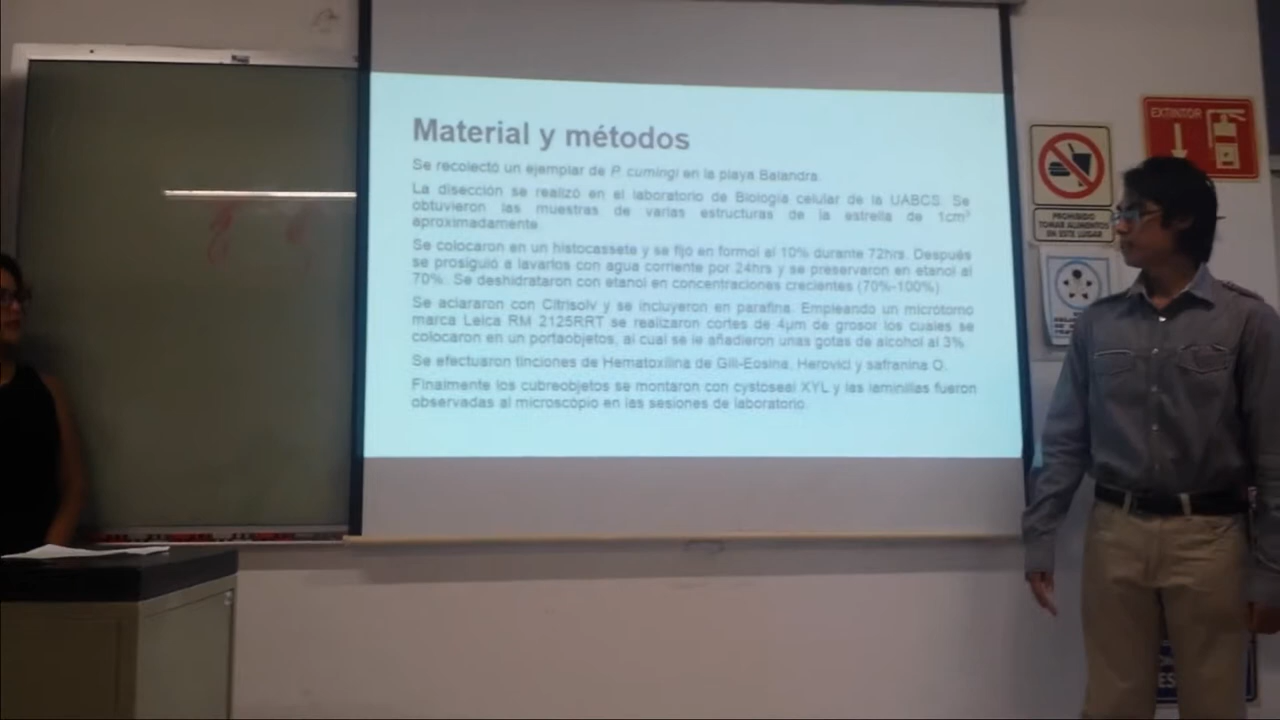 Material y métodos
Se recolectó un ejemplar de P. cumingi en la playa Balandra.
La disección se realizó en el laboratorio de Biología celular de la UABCS. Se
obtuvieron las muestras de varias estructuras de la estrella de 1cm³
aproximadamente.
Se colocaron en un histocassete y se fijó en formol al 10% durante 72hrs. Después
se prosiguió a lavarlos con agua corriente por 24hrs y se preservaron en etanol al
70%. Se deshidrataron con etanol en concentraciones crecientes (70%-100%)
Se aclararon con Citrisolv y se incluyeron en parafina. Empleando un micrótomo
marca Leica RM 2125RRT se realizaron cortes de 4µm de grosor los cuales se
colocaron en un portaobjetos, al cual se le añadieron unas gotas de alcohol al 3%
Se efectuaron tinciones de Hematoxilina de Gill-Eosina, Herovici y safranina O.
Finalmente los cubreobjetos se montaron con cystoseal XYL y las laminillas fueron
observadas al microscopio en las sesiones de laboratorio.
EXTINTOR
PROHIBIDO
TOMAR ALIMENTOS
EN ESTE LUGAR